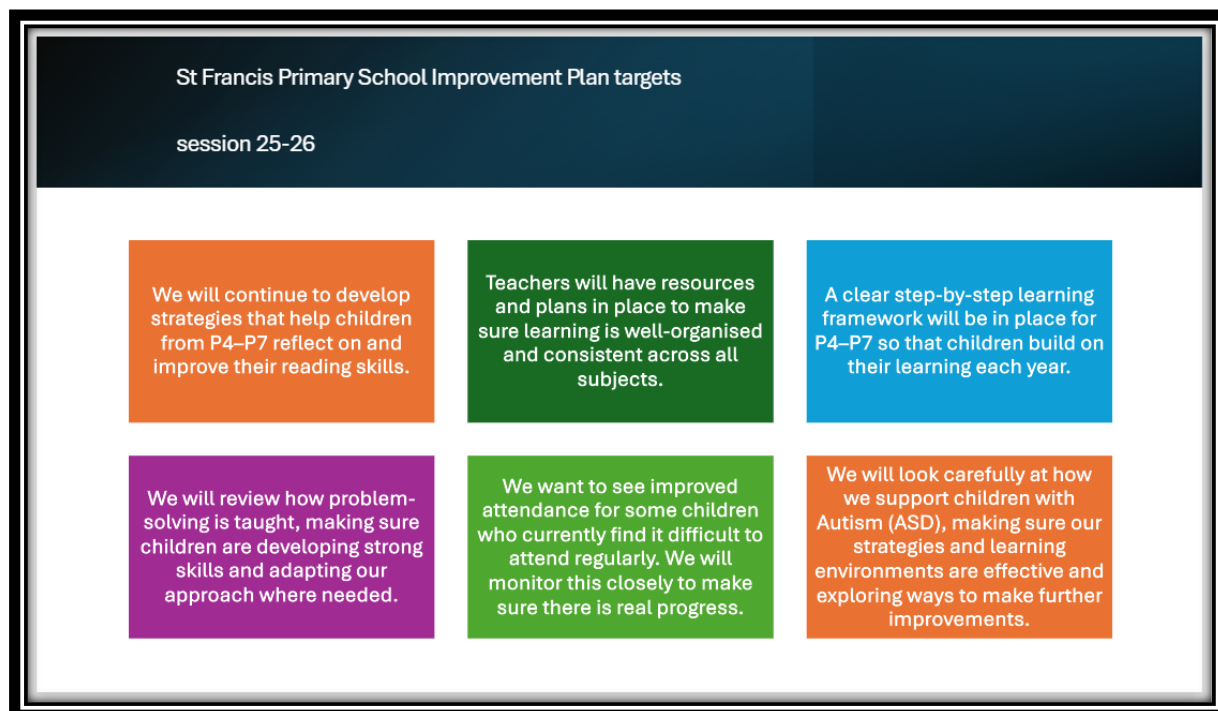 St Francis Primary School Improvement Plan targets
session 25-26
We will continue to develop
strategies that help children
from P4–P7 reflect on and
improve their reading skills.
Teachers will have resources
and plans in place to make
sure learning is well-organised
and consistent across all
subjects.
A clear step-by-step learning
framework will be in place for
P4–P7 so that children build on
their learning each year.
We will review how problem-
solving is taught, making sure
children are developing strong
skills and adapting our
approach where needed.
We want to see improved
attendance for some children
who currently find it difficult to
attend regularly. We will
monitor this closely to make
sure there is real progress.
We will look carefully at how
we support children with
Autism (ASD), making sure our
strategies and learning
environments are effective and
exploring ways to make further
improvements.